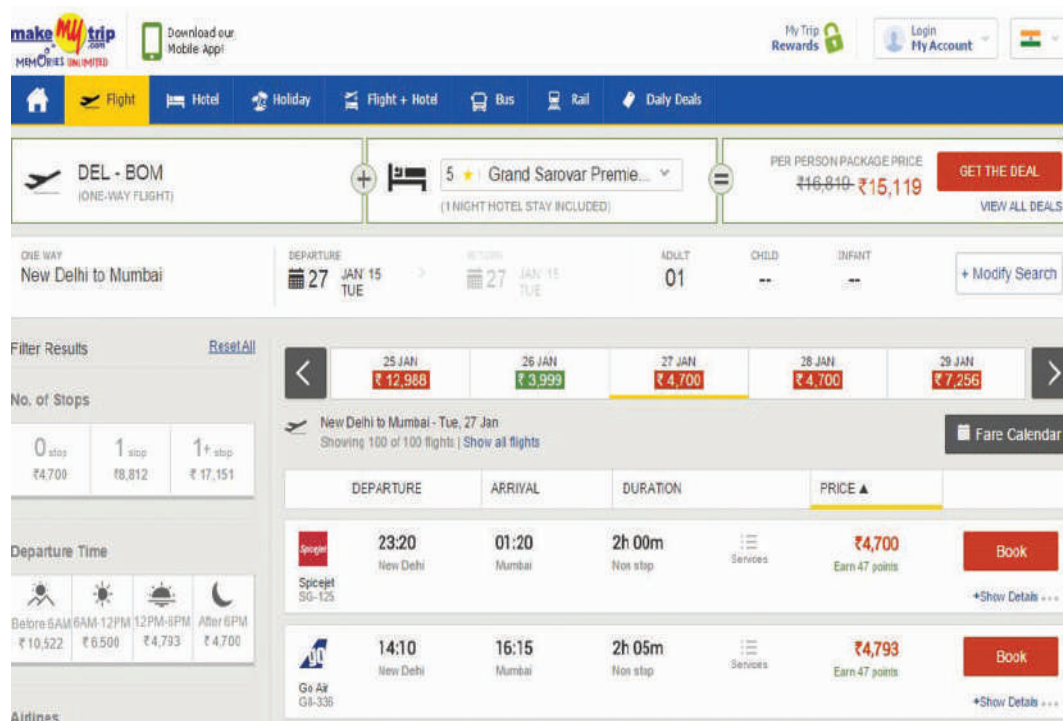 make my trip .com
MEMORIES UNLIMITED
Download our
Mobile App!
My Trip
Rewards
Login
My Account
Flight
Hotel
Holiday
Flight + Hotel
Bus
Rail
Daily Deals
DEL - BOM
(ONE-WAY FLIGHT)
+
5 Grand Sarovar Premie...
(1 NIGHT HOTEL STAY INCLUDED)
=
PER PERSON PACKAGE PRICE
₹16,819 ₹15,119
GET THE DEAL
VIEW ALL DEALS
ONE WAY
New Delhi to Mumbai
DEPARTURE
27 JAN' 15
TUE
RETURN
27 JAN' 15
TUE
ADULT
01
CHILD
--
INFANT
--
+ Modify Search
Filter Results Reset All
No. of Stops
0 stop 1 stop 1+ stop
₹4,700 ₹8,812 ₹ 17,151
Departure Time
Before 6AM 6AM-12PM 12PM-6PM After 6PM
₹ 10,522 ₹ 6,500 ₹4,793 ₹ 4,700
Airlines
25 JAN 26 JAN 27 JAN 28 JAN 29 JAN
₹ 12,988 ₹ 3,999 ₹ 4,700 ₹ 4,700 ₹ 7,256
New Delhi to Mumbai - Tue, 27 Jan
Showing 100 of 100 flights | Show all flights
Fare Calendar
DEPARTURE ARRIVAL DURATION PRICE ▲
Spicejet
23:20 01:20 2h 00m ₹4,700 Book
New Delhi Mumbai Non stop Services Earn 47 points
Spicejet
SG-125
+Show Details
14:10 16:15 2h 05m ₹4,793 Book
New Delhi Mumbai Non stop Services Earn 47 points
Go Air
G8-336
+Show Details